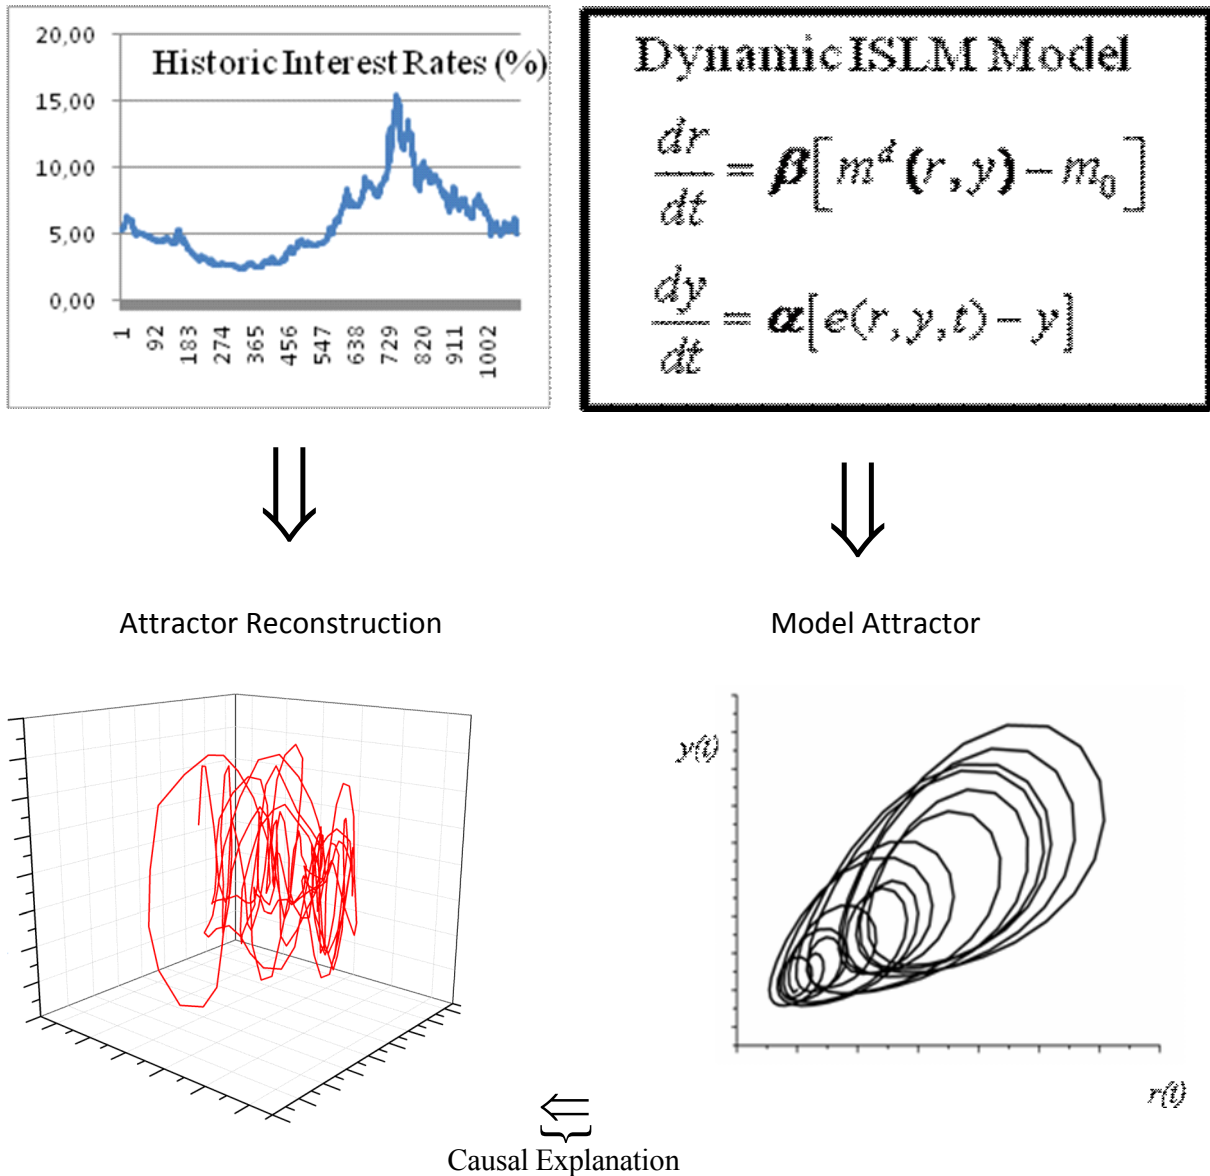 20,00
15,00
10,00
5,00
0,00
Historic Interest Rates (%)
1
92
183
274
365
456
547
638
729
820
911
1002
Dynamic ISLM Model
dr/dt = β[m^d (r, y) − m₀]
dy/dt = α[e(r, y, t) − y]
⇓
⇓
Attractor Reconstruction
Model Attractor
y(t)
r(t)
⇐
Causal Explanation